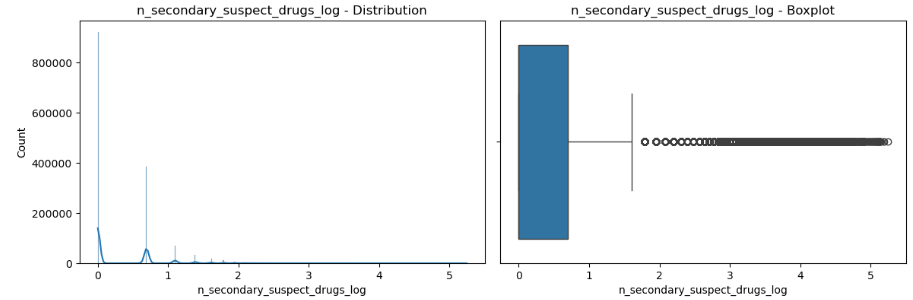 n_secondary_suspect_drugs_log - Distribution
Count
800000
600000
400000
200000
0
0 1 2 3 4 5
n_secondary_suspect_drugs_log
n_secondary_suspect_drugs_log - Boxplot
0 1 2 3 4 5
n_secondary_suspect_drugs_log